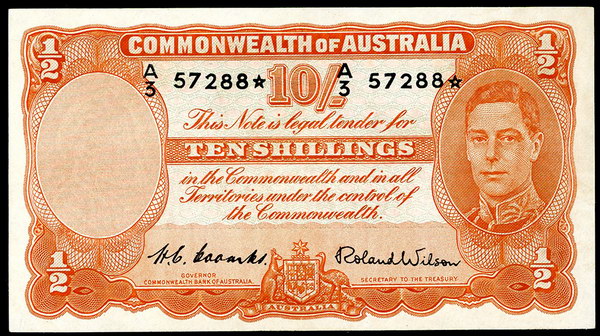 1/2 COMMONWEALTH OF AUSTRALIA 1/2
A/3 57288☆ A/3 57288☆
10/-
This Note is legal tender for
TEN SHILLINGS
in the Commonwealth and in all
Territories under the control of
the Commonwealth.
H.C. Coombs. Roland Wilson
GOVERNOR
COMMONWEALTH BANK OF AUSTRALIA.
SECRETARY TO THE TREASURY
1/2 1/2